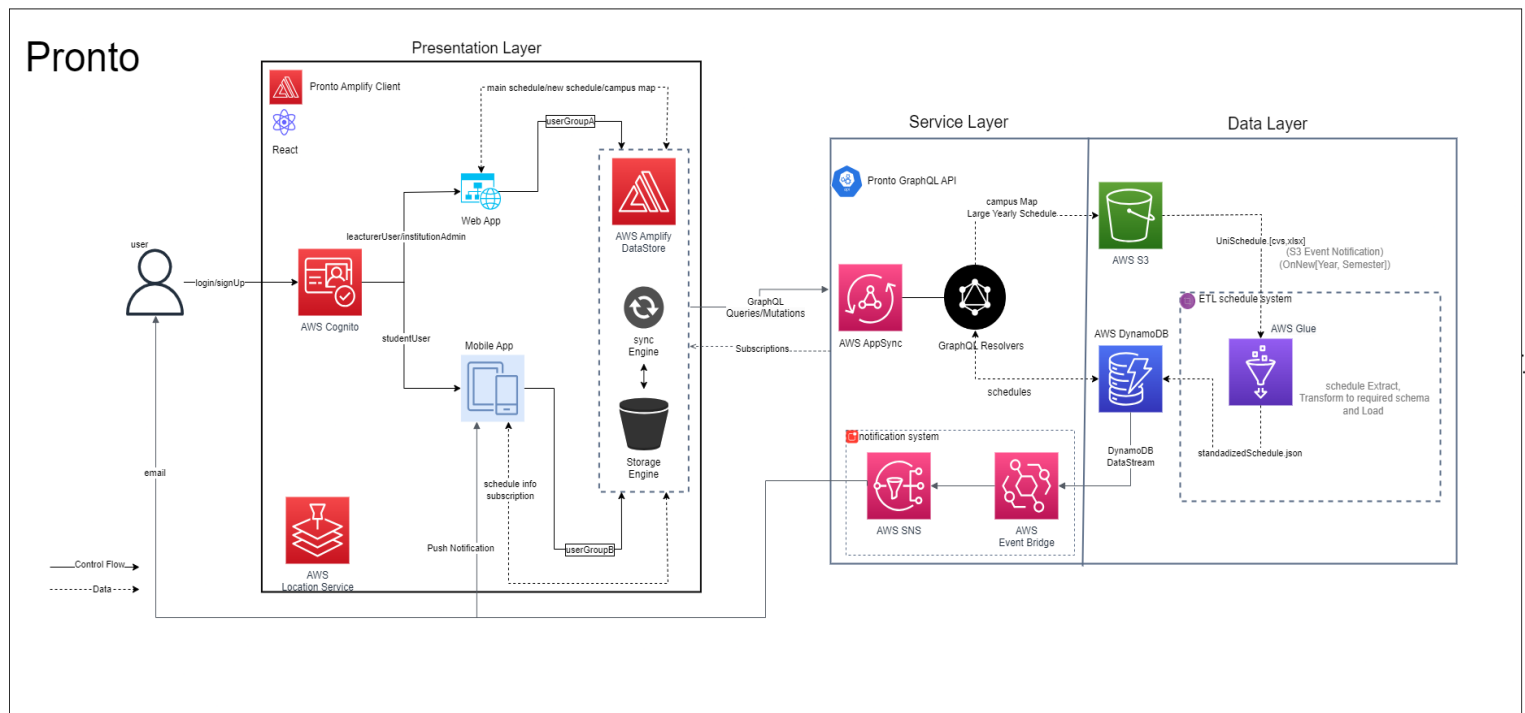 Pronto
Presentation Layer
Pronto Amplify Client
React
main schedule/new schedule/campus map
userGroupA
Web App
AWS Amplify
DataStore
leacturerUser/institutionAdmin
user
login/signUp
AWS Cognito
studentUser
Mobile App
sync
Engine
Storage
Engine
schedule info
subscription
userGroupB
Push Notification
email
AWS
Location Service
Control Flow
Data
GraphQL
Queries/Mutations
Subscriptions
Service Layer
Data Layer
Pronto GraphQL API
campus Map
Large Yearly Schedule
AWS S3
UniSchedule.[cvs,xlsx]
(S3 Event Notification)
(OnNew[Year, Semester])
AWS AppSync
GraphQL Resolvers
schedules
AWS DynamoDB
ETL schedule system
AWS Glue
schedule Extract,
Transform to required schema
and Load
standadizedSchedule.json
DynamoDB
DataStream
notification system
AWS SNS
AWS
Event Bridge